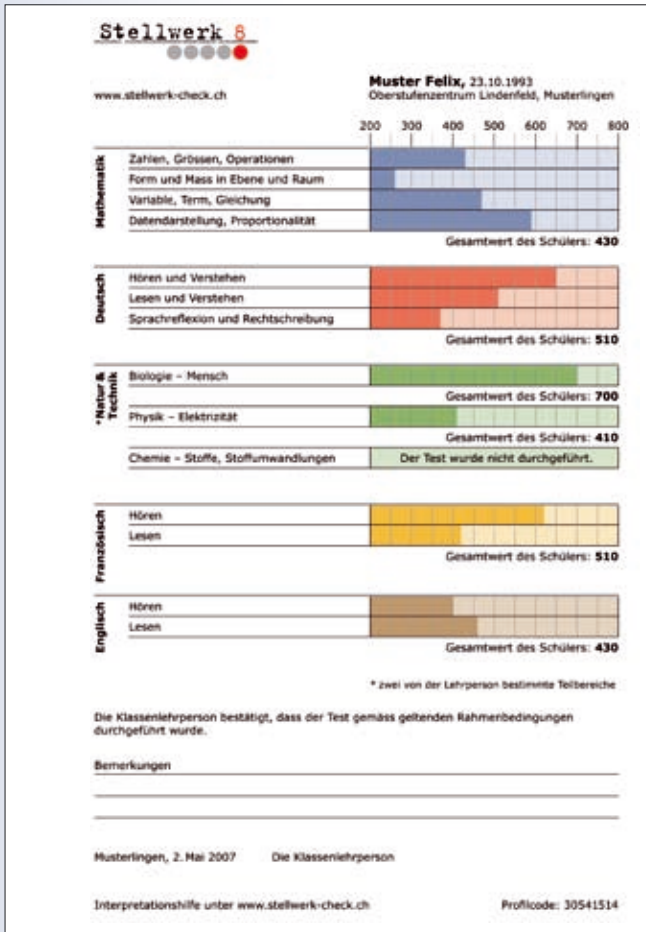 Stellwerk 8
www.stellwerk-check.ch
Muster Felix, 23.10.1993
Oberstufenzentrum Lindenfeld, Musterlingen
200 300 400 500 600 700 800
Mathematik
Zahlen, Grössen, Operationen
Form und Mass in Ebene und Raum
Variable, Term, Gleichung
Datendarstellung, Proportionalität
Gesamtwert des Schülers: 430
Deutsch
Hören und Verstehen
Lesen und Verstehen
Sprachreflexion und Rechtschreibung
Gesamtwert des Schülers: 510
*Natur &
Technik
Biologie – Mensch
Gesamtwert des Schülers: 700
Physik – Elektrizität
Gesamtwert des Schülers: 410
Chemie – Stoffe, Stoffumwandlungen Der Test wurde nicht durchgeführt.
Französisch
Hören
Lesen
Gesamtwert des Schülers: 510
Englisch
Hören
Lesen
Gesamtwert des Schülers: 430
* zwei von der Lehrperson bestimmte Teilbereiche
Die Klassenlehrperson bestätigt, dass der Test gemäss geltenden Rahmenbedingungen
durchgeführt wurde.
Bemerkungen
Musterlingen, 2. Mai 2007 Die Klassenlehrperson
Interpretationshilfe unter www.stellwerk-check.ch Profilcode: 30541514